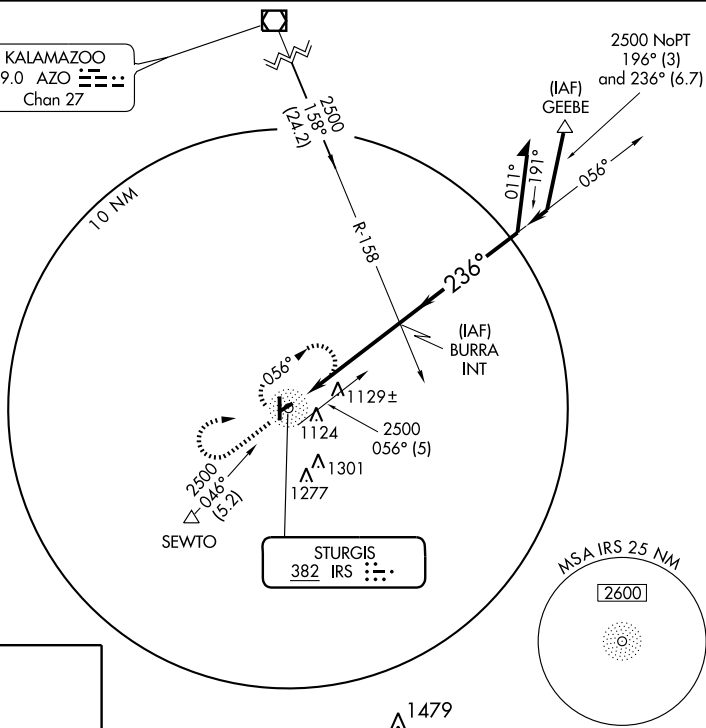 KALAMAZOO
9.0 AZO
Chan 27
2500
158°
(24.2)
R-158
10 NM
2500 NoPT
196° (3)
and 236° (6.7)
(IAF)
GEEBE
011°
191°
056°
236°
(IAF)
BURRA
INT
056°
1129±
1124
2500
056° (5)
1301
1277
2500
046°
(5.2)
SEWTO
STURGIS
382 IRS
MSA IRS 25 NM
2600
1479